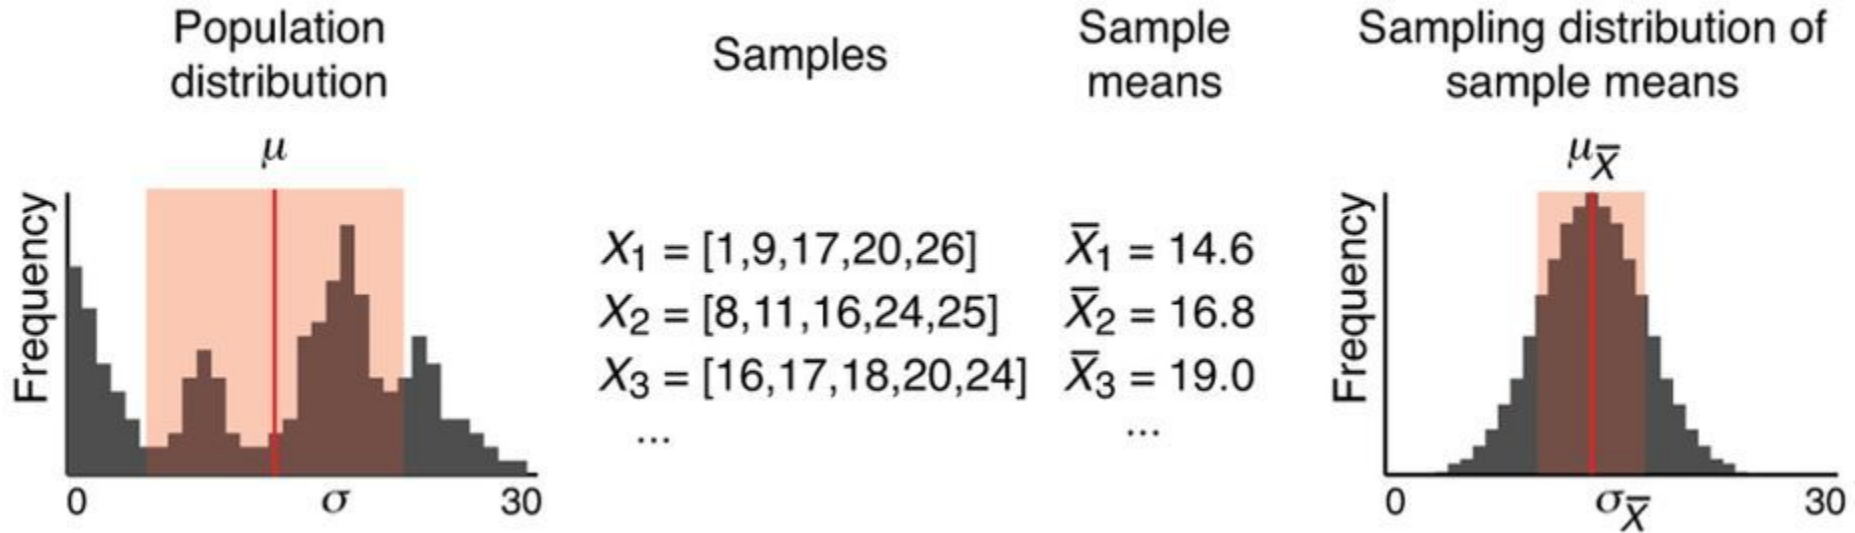 Population
distribution
μ
Frequency
0
σ
30
Samples
X₁ = [1,9,17,20,26]
X₂ = [8,11,16,24,25]
X₃ = [16,17,18,20,24]
...
Sample
means
X̅₁ = 14.6
X̅₂ = 16.8
X̅₃ = 19.0
...
Sampling distribution of
sample means
μX̅
Frequency
0
σX̅
30